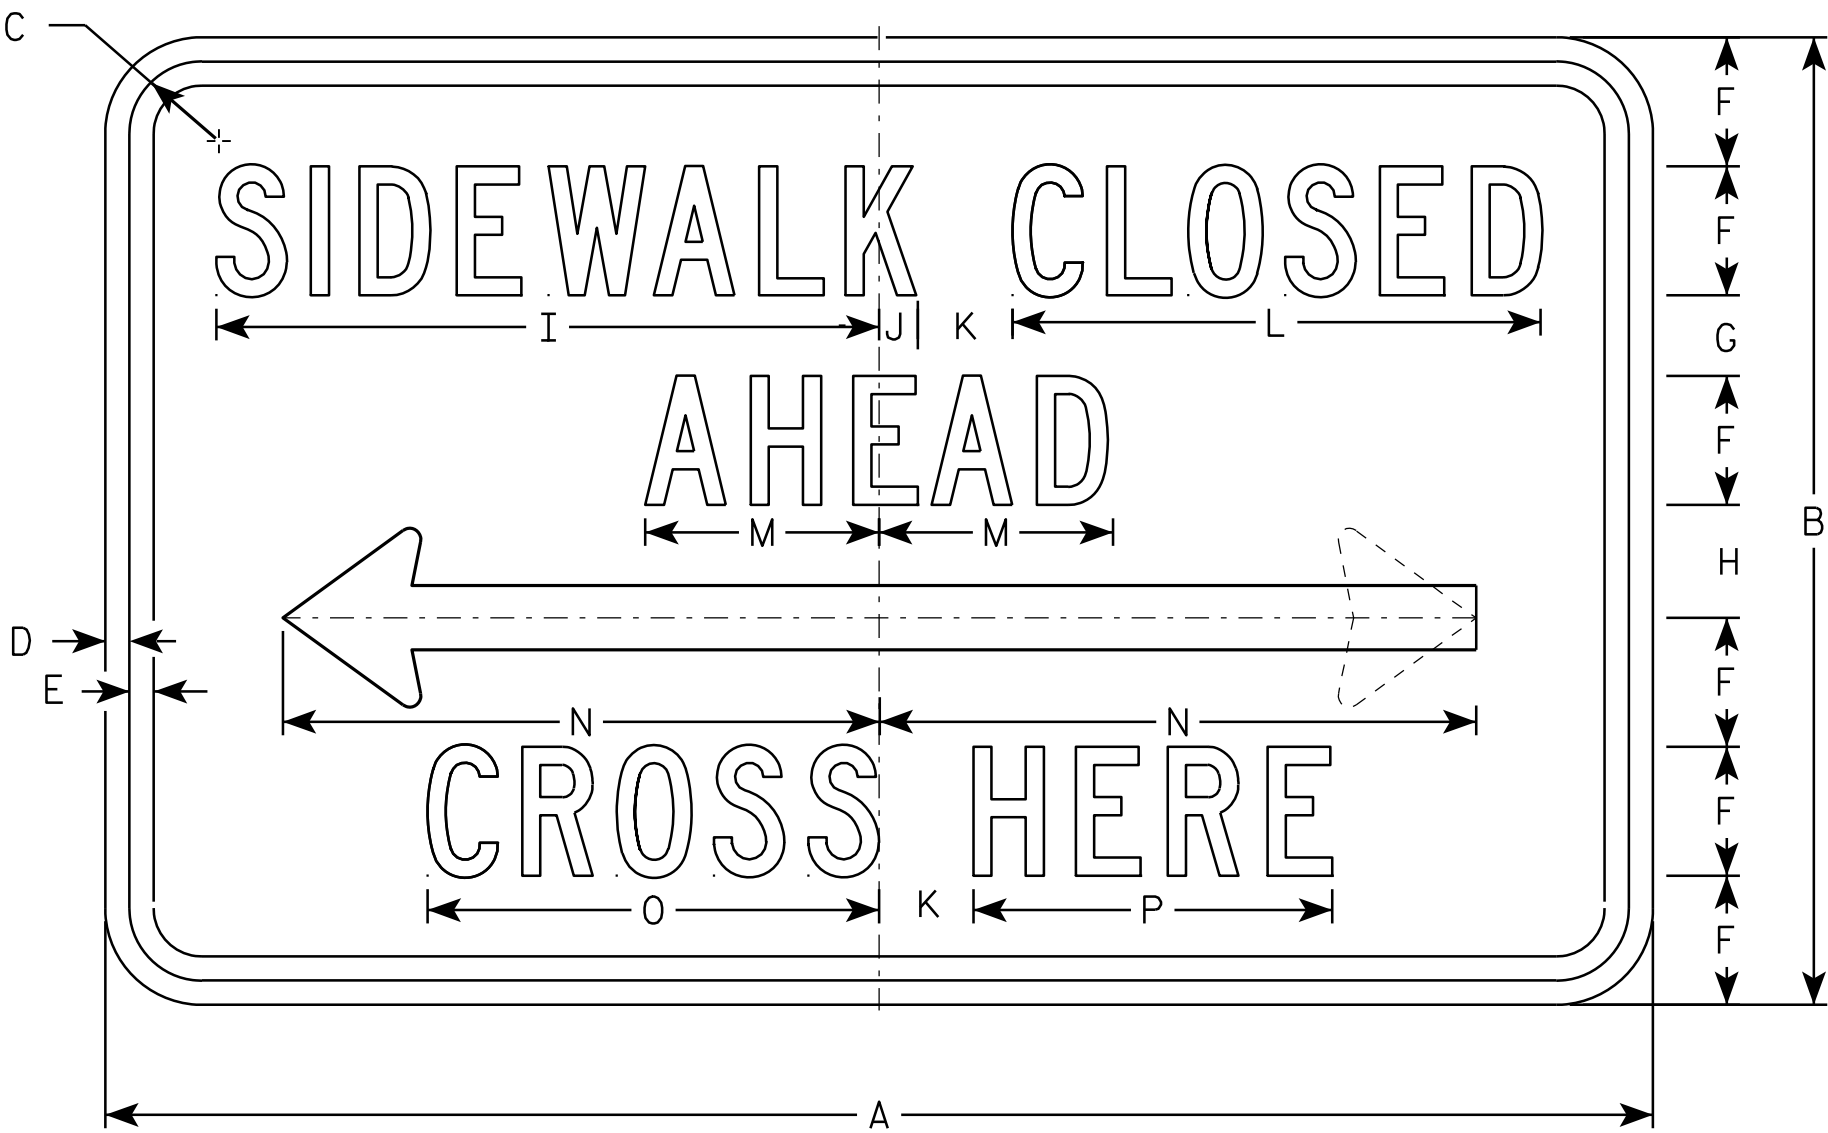 C
F
SIDEWALK CLOSED
F
I J K L
G
AHEAD
F
M M
B
H
D
E
F
N N
CROSS HERE
F
O K P
F
A